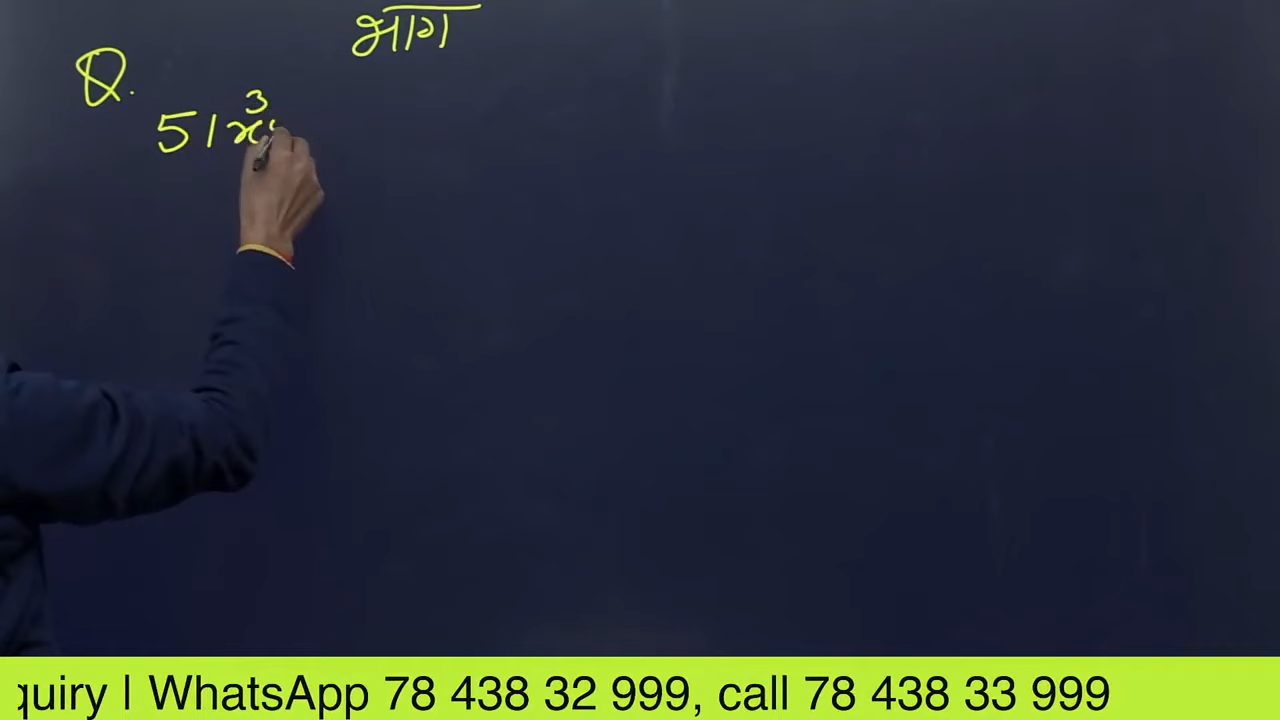 भाग
Q.
51x³
quiry | WhatsApp 78 438 32 999, call 78 438 33 999